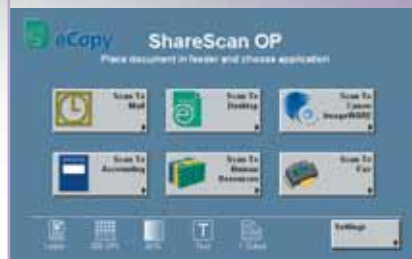 eCopy
ShareScan OP
Place document in feeder and choose application
Scan To
Mail
Scan To
Desktop
Scan To
Canon
imageWARE
Scan To
Accounting
Scan To
Human
Resources
Scan To
Fax
Settings